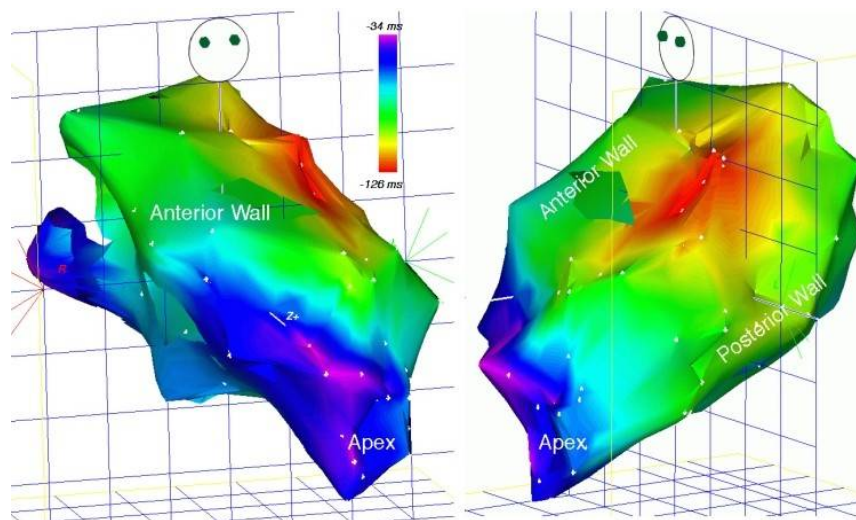 -34 ms
-126 ms
Anterior Wall
R
Z+
Apex
Anterior Wall
Posterior Wall
Apex